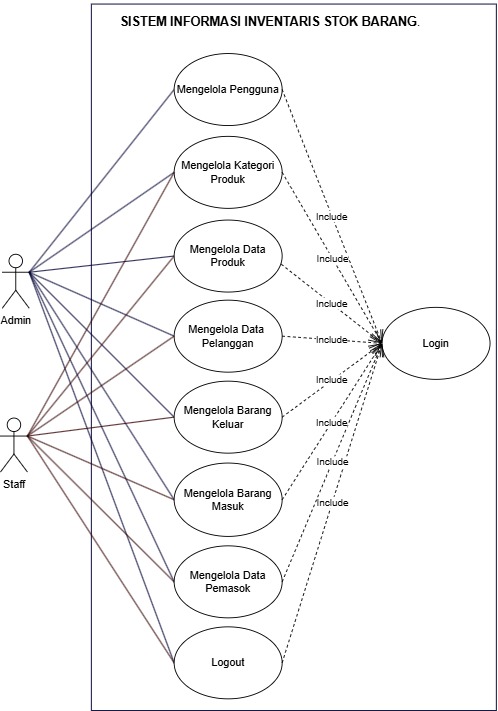 SISTEM INFORMASI INVENTARIS STOK BARANG.
Mengelola Pengguna
Mengelola Kategori
Produk
Include
Mengelola Data
Produk
Include
Admin
Include
Mengelola Data
Pelanggan
Include
Login
Include
Mengelola Barang
Keluar
Include
Staff
Include
Mengelola Barang
Masuk
Include
Mengelola Data
Pemasok
Logout